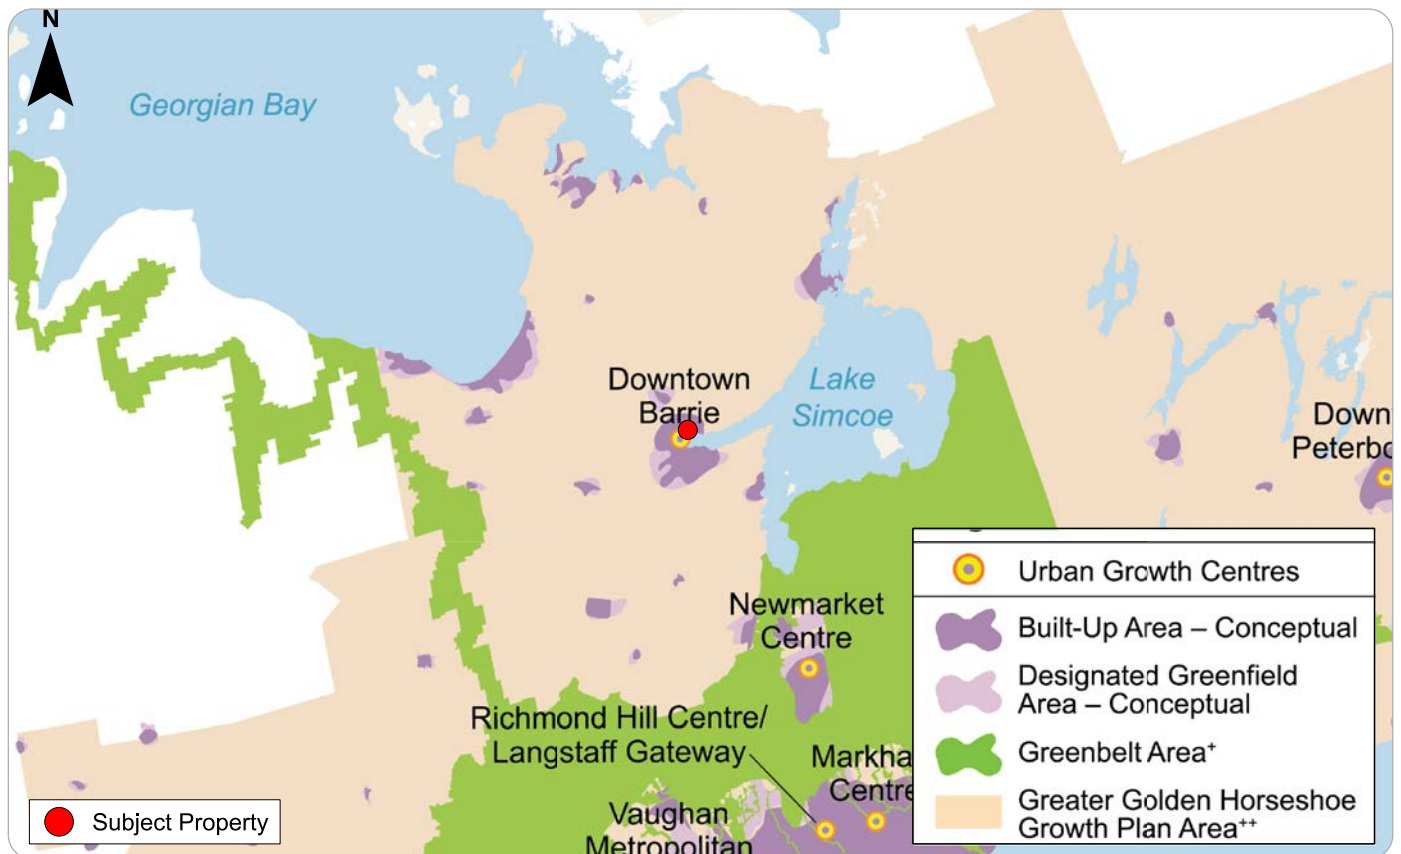 N
Georgian Bay
Downtown
Barrie
Lake
Simcoe
Down
Peterbo
Newmarket
Centre
Richmond Hill Centre/
Langstaff Gateway
Markha
Centre
Vaughan
Metropolitan
Subject Property
Urban Growth Centres
Built-Up Area – Conceptual
Designated Greenfield
Area – Conceptual
Greenbelt Area+
Greater Golden Horseshoe
Growth Plan Area++